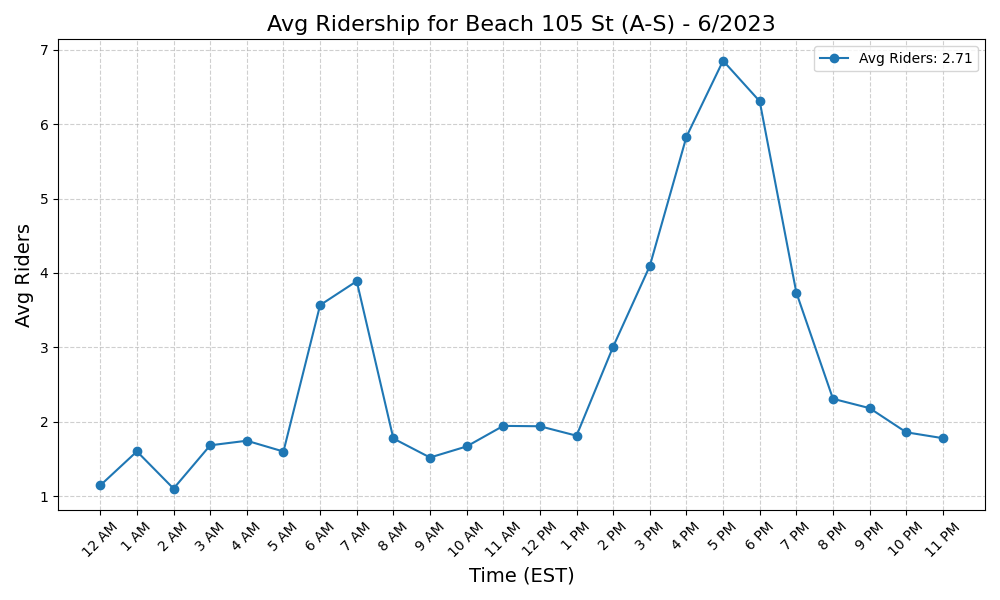 Avg Ridership for Beach 105 St (A-S) - 6/2023
Avg Riders: 2.71
Avg Riders
7
6
5
4
3
2
1
12 AM
1 AM
2 AM
3 AM
4 AM
5 AM
6 AM
7 AM
8 AM
9 AM
10 AM
11 AM
12 PM
1 PM
2 PM
3 PM
4 PM
5 PM
6 PM
7 PM
8 PM
9 PM
10 PM
11 PM
Time (EST)